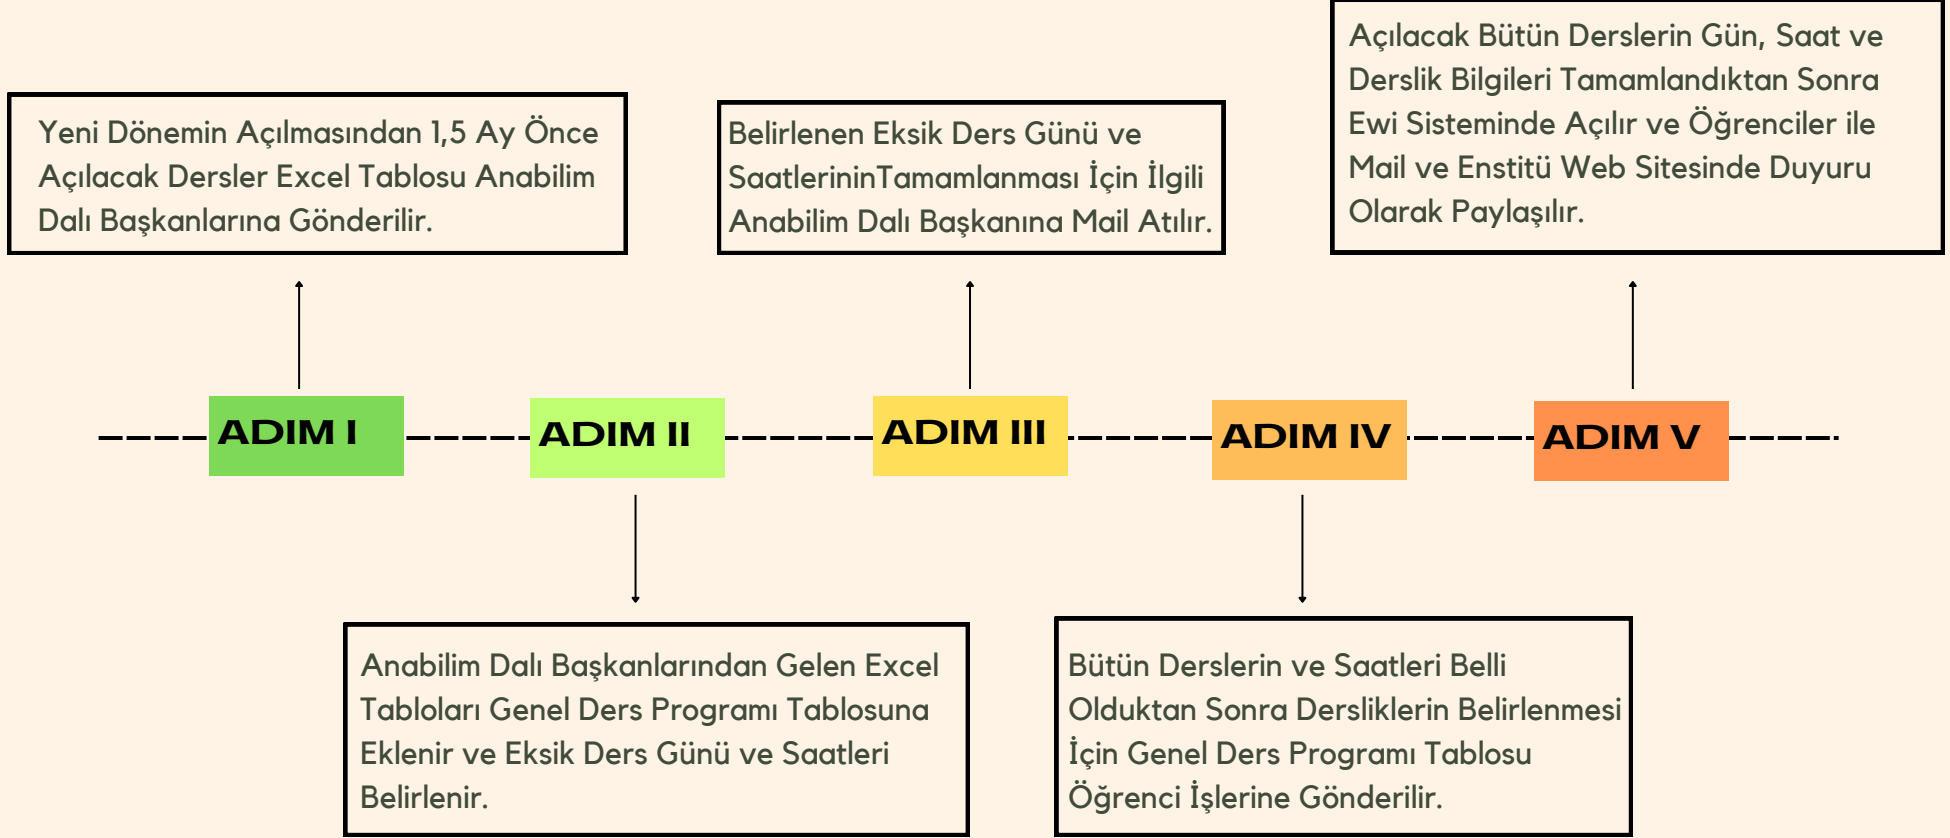 Yeni Dönemin Açılmasından 1,5 Ay Önce
Açılacak Dersler Excel Tablosu Anabilim
Dalı Başkanlarına Gönderilir.
Belirlenen Eksik Ders Günü ve
SaatlerininTamamlanması İçin İlgili
Anabilim Dalı Başkanına Mail Atılır.
Açılacak Bütün Derslerin Gün, Saat ve
Derslik Bilgileri Tamamlandıktan Sonra
Ewi Sisteminde Açılır ve Öğrenciler ile
Mail ve Enstitü Web Sitesinde Duyuru
Olarak Paylaşılır.
ADIM I
ADIM II
ADIM III
ADIM IV
ADIM V
Anabilim Dalı Başkanlarından Gelen Excel
Tabloları Genel Ders Programı Tablosuna
Eklenir ve Eksik Ders Günü ve Saatleri
Belirlenir.
Bütün Derslerin ve Saatleri Belli
Olduktan Sonra Dersliklerin Belirlenmesi
İçin Genel Ders Programı Tablosu
Öğrenci İşlerine Gönderilir.